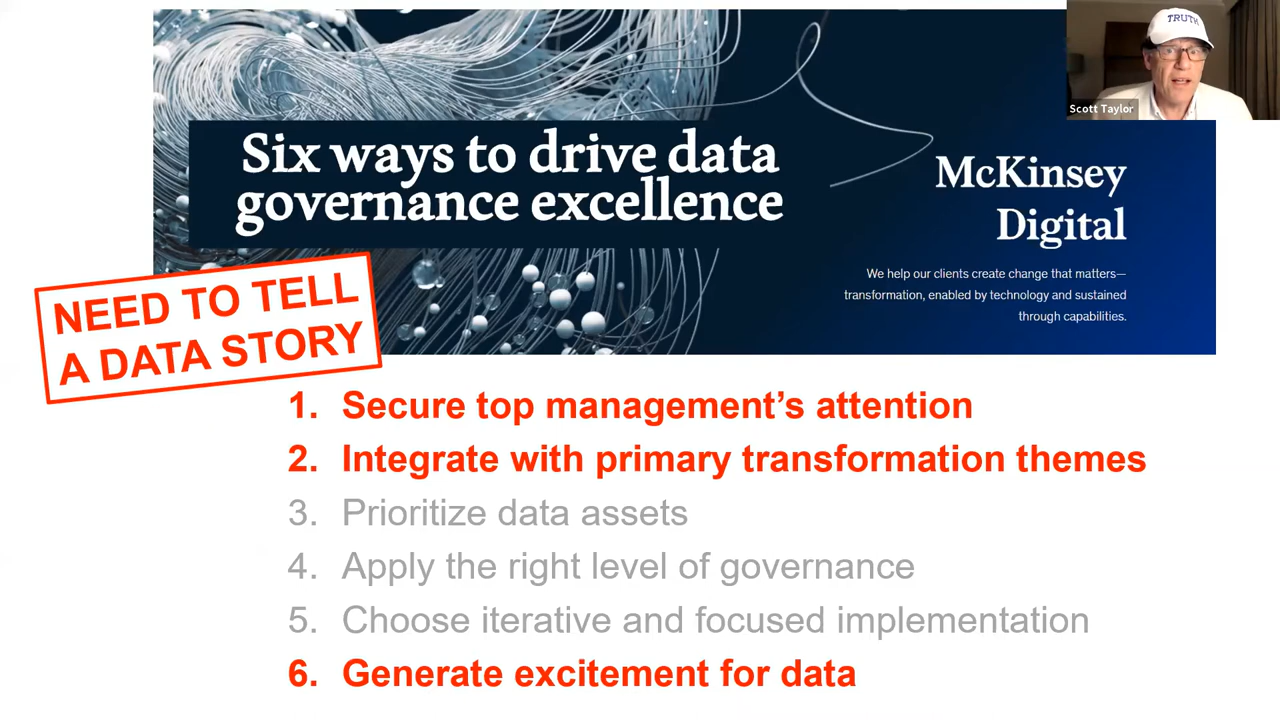 TRUTH
Scott Taylor
Six ways to drive data
governance excellence
McKinsey
Digital
We help our clients create change that matters—
transformation, enabled by technology and sustained
through capabilities.
NEED TO TELL
A DATA STORY
1. Secure top management’s attention
2. Integrate with primary transformation themes
3. Prioritize data assets
4. Apply the right level of governance
5. Choose iterative and focused implementation
6. Generate excitement for data